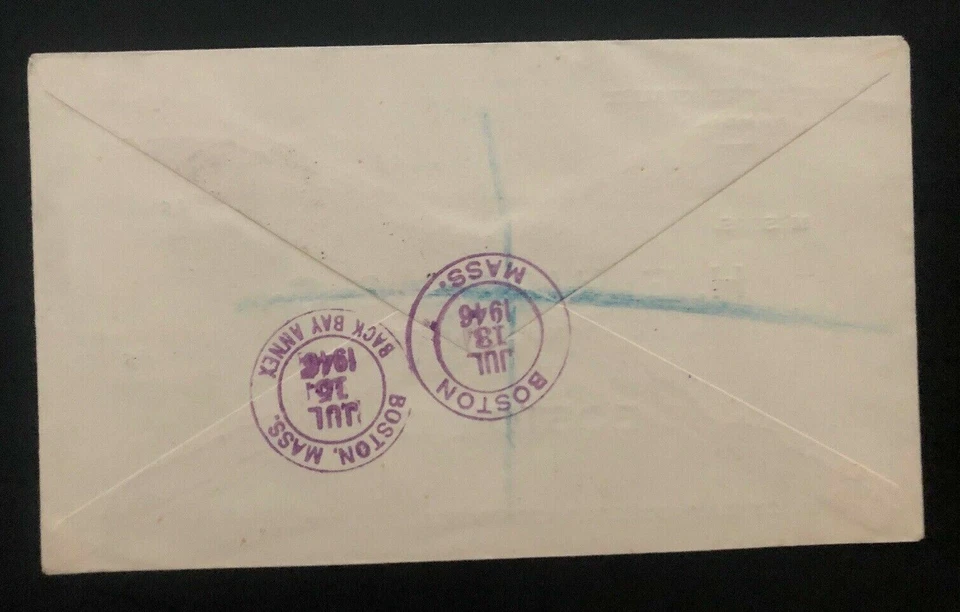 BOSTON
JUL
13
1946
MASS.
BOSTON, MASS.
JUL
15
1946
BACK BAY ANNEX